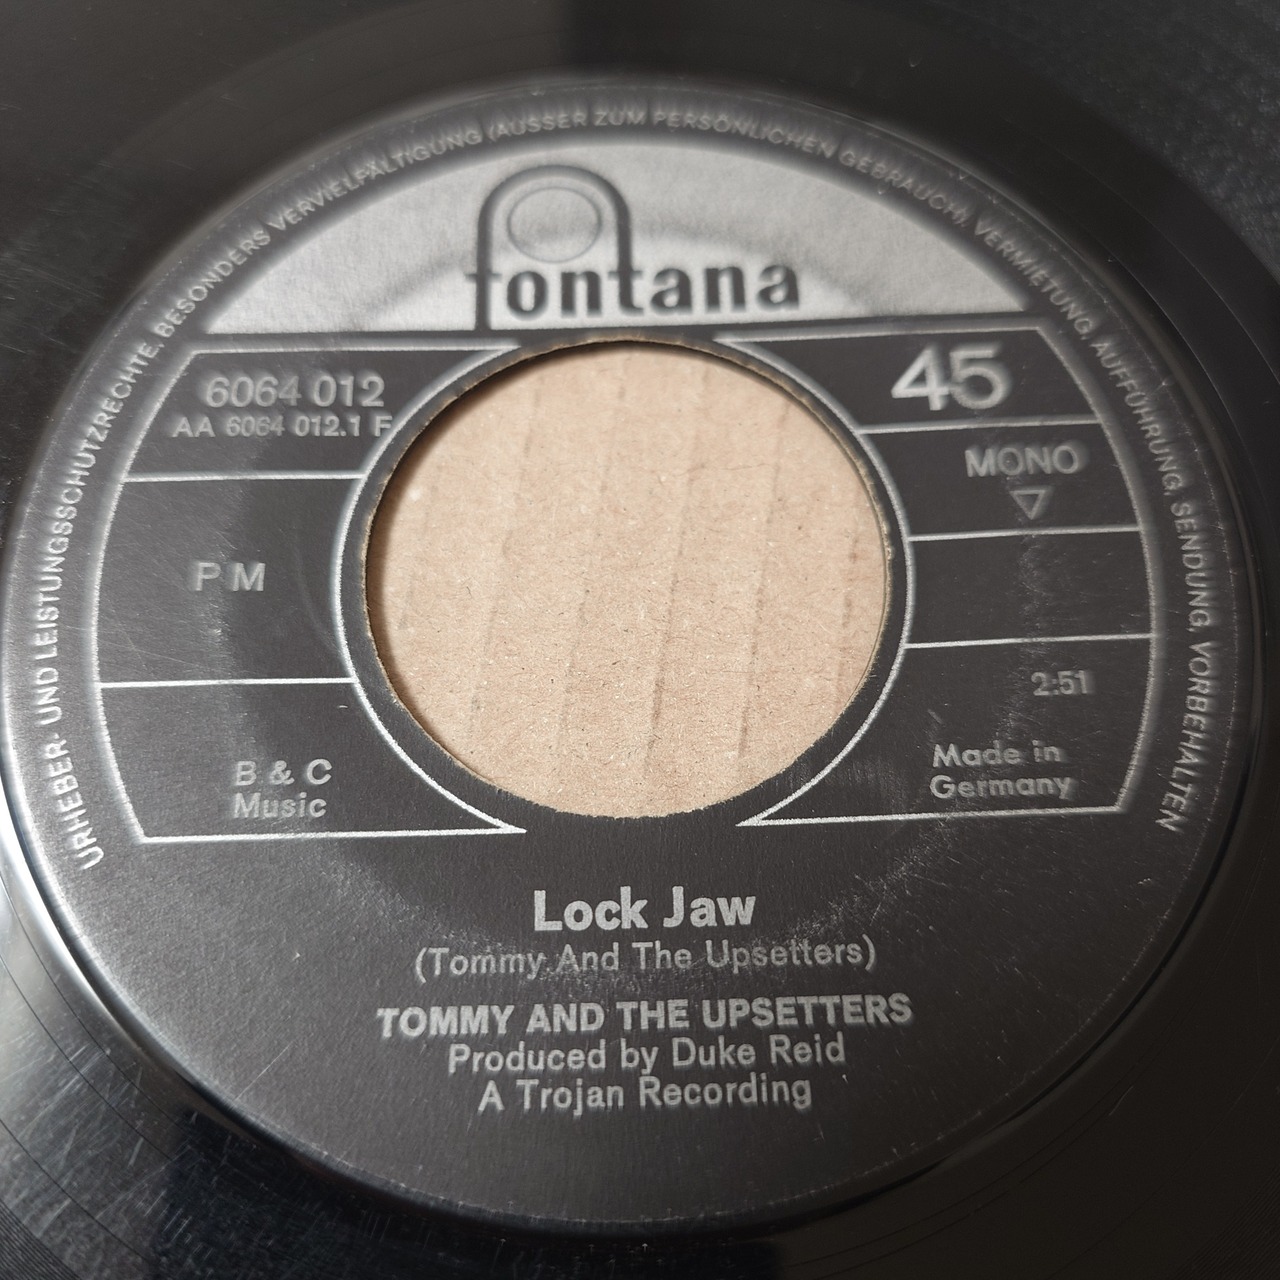 URHEBER- UND LEISTUNGSSCHUTZRECHTE, BESONDERS VERVIELFÄLTIGUNG (AUSSER ZUM PERSÖNLICHEN GEBRAUCH), VERMIETUNG, AUFFÜHRUNG, SENDUNG, VORBEHALTEN
fontana
6064 012
AA 6064 012.1 F
45
MONO
PM
2:51
B & C
Music
Made in
Germany
Lock Jaw
(Tommy And The Upsetters)
TOMMY AND THE UPSETTERS
Produced by Duke Reid
A Trojan Recording